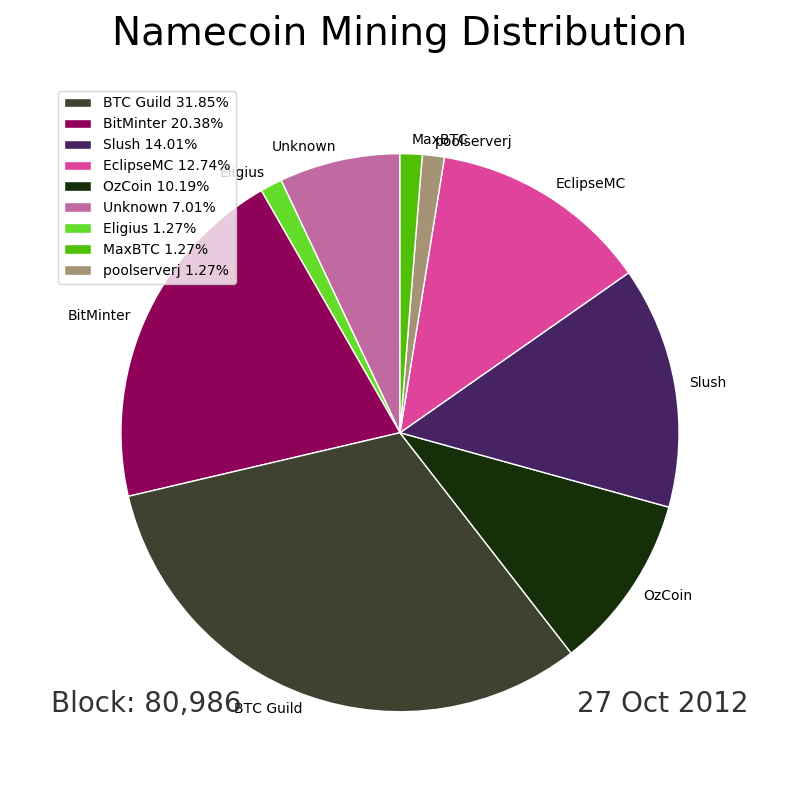 Namecoin Mining Distribution
BTC Guild 31.85%
BitMinter 20.38%
Slush 14.01%
EclipseMC 12.74%
OzCoin 10.19%
Unknown 7.01%
Eligius 1.27%
MaxBTC 1.27%
poolserverj 1.27%
MaxBTC
poolserverj
Unknown
Eligius
EclipseMC
BitMinter
Slush
OzCoin
BTC Guild
Block: 80,986
27 Oct 2012